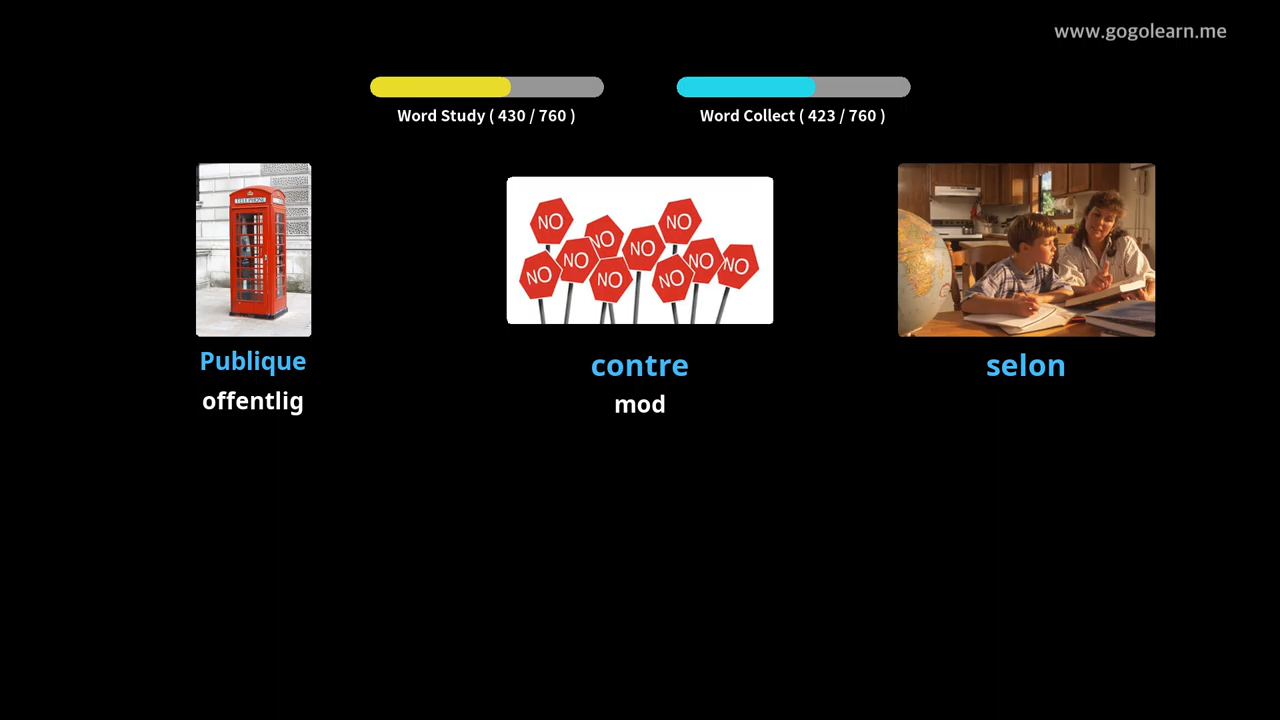 www.gogolearn.me
Word Study ( 430 / 760 )
Word Collect ( 423 / 760 )
TELEPHONE
NO
NO
NO
NO
NO
NO
NO
NO
NO
NO
Publique
contre
selon
offentlig
mod